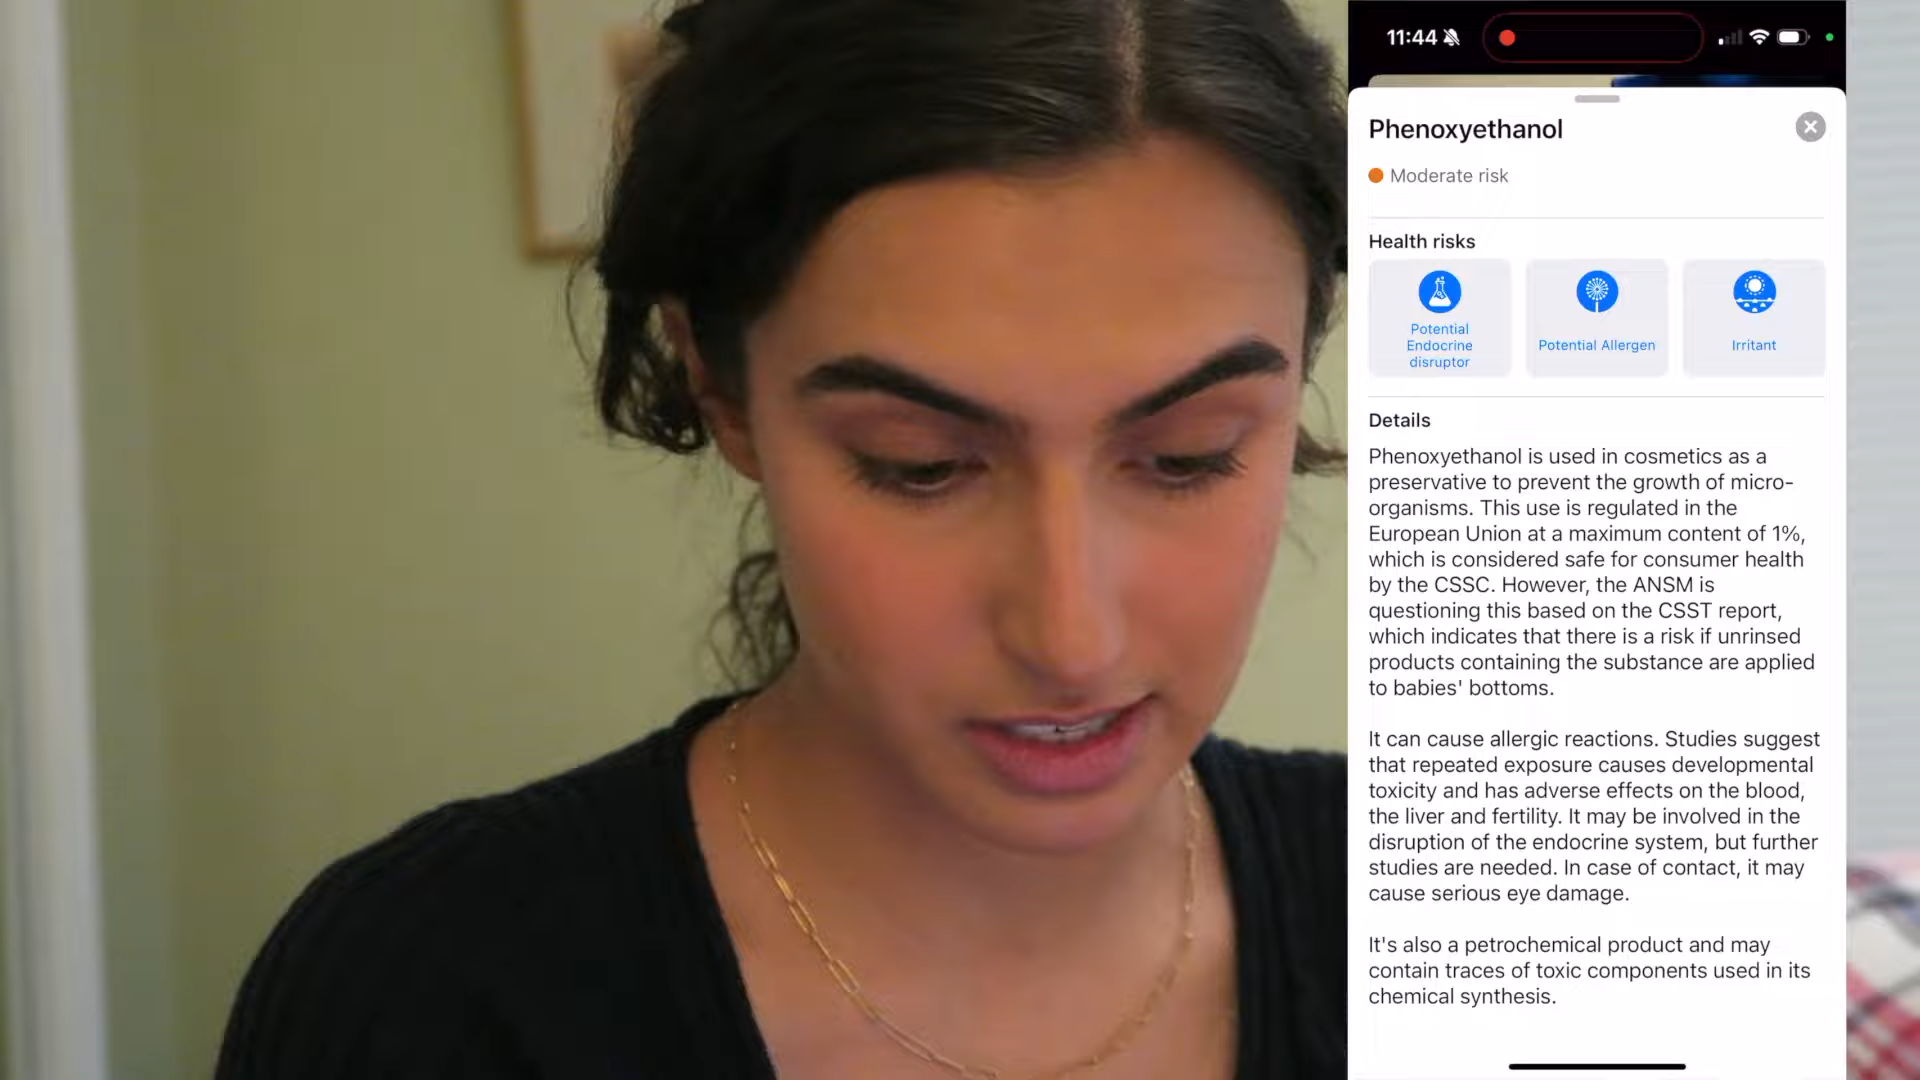 11:44
Phenoxyethanol
Moderate risk
Health risks
Potential
Endocrine
disruptor
Potential Allergen
Irritant
Details
Phenoxyethanol is used in cosmetics as a
preservative to prevent the growth of micro-
organisms. This use is regulated in the
European Union at a maximum content of 1%,
which is considered safe for consumer health
by the CSSC. However, the ANSM is
questioning this based on the CSST report,
which indicates that there is a risk if unrinsed
products containing the substance are applied
to babies' bottoms.
It can cause allergic reactions. Studies suggest
that repeated exposure causes developmental
toxicity and has adverse effects on the blood,
the liver and fertility. It may be involved in the
disruption of the endocrine system, but further
studies are needed. In case of contact, it may
cause serious eye damage.
It's also a petrochemical product and may
contain traces of toxic components used in its
chemical synthesis.